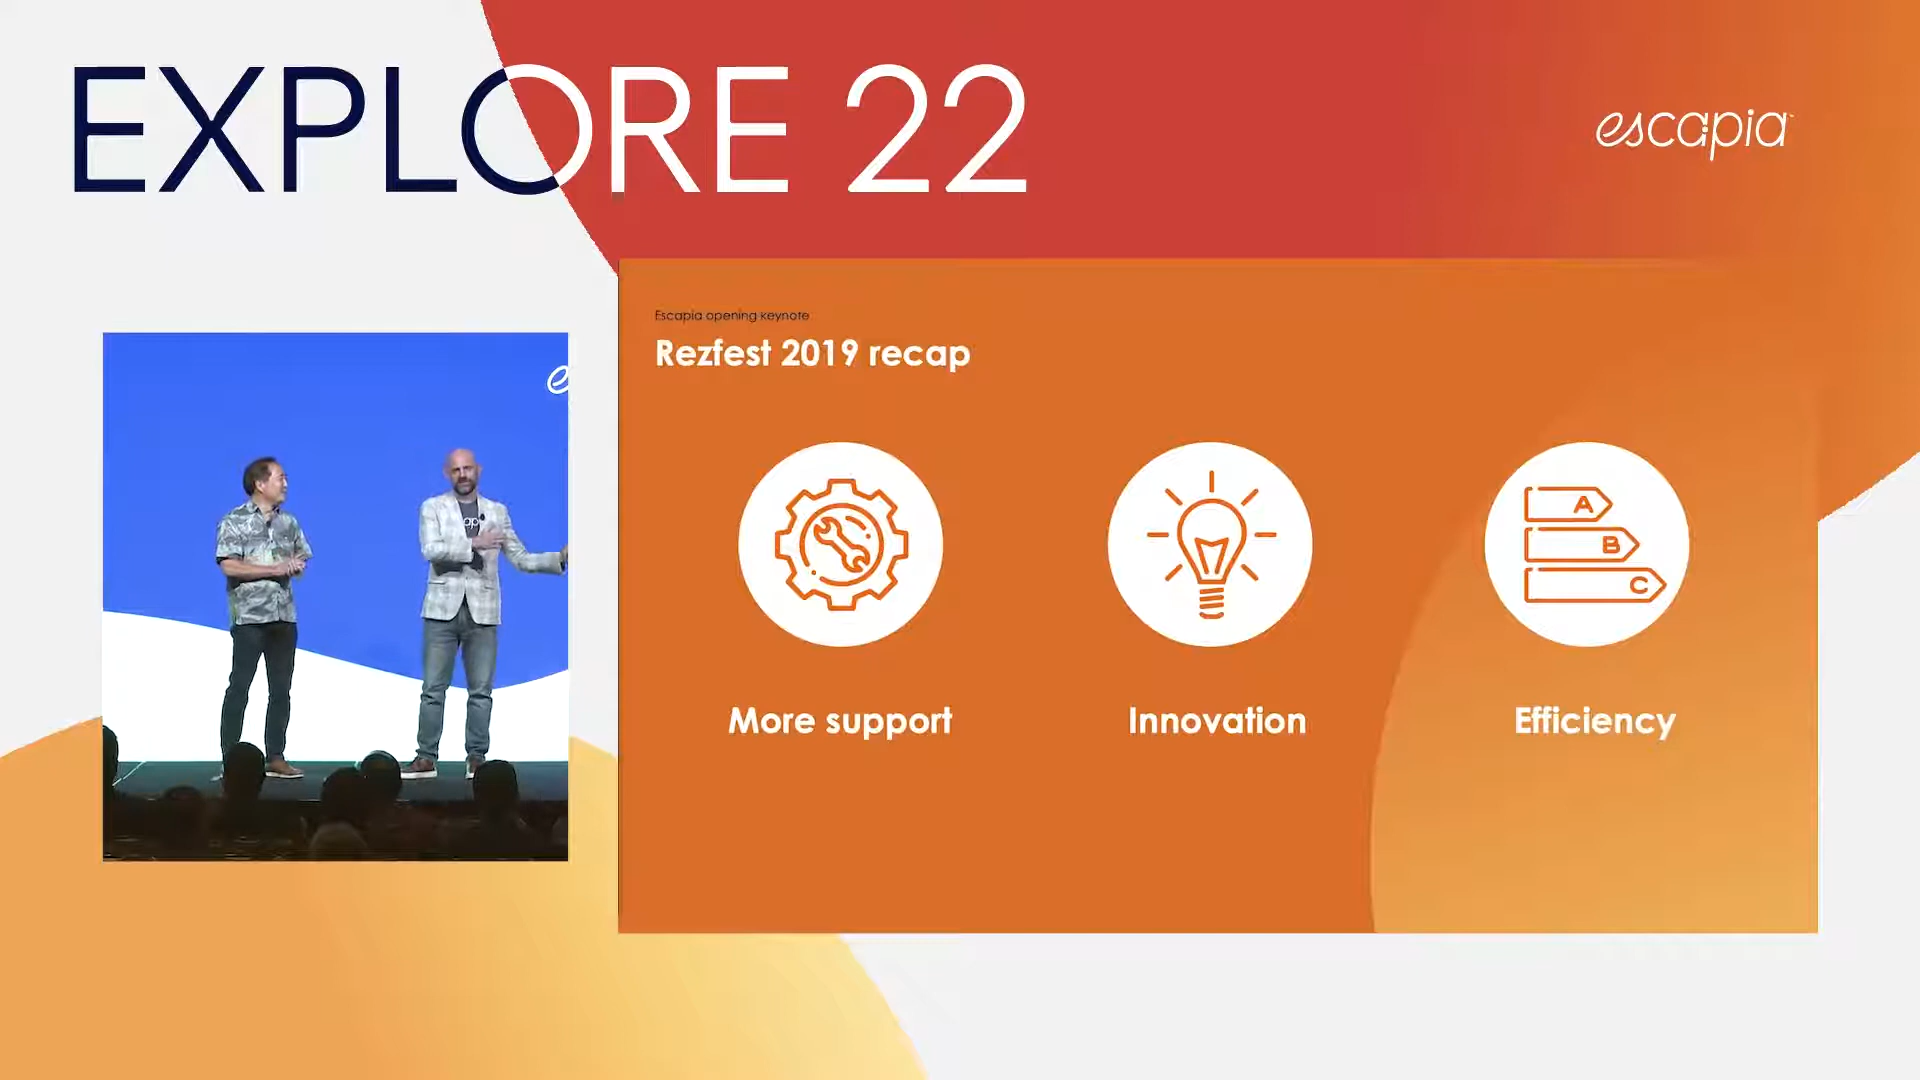 EXPLORE 22
escapia
Escapia opening keynote
Rezfest 2019 recap
A
B
C
More support
Innovation
Efficiency